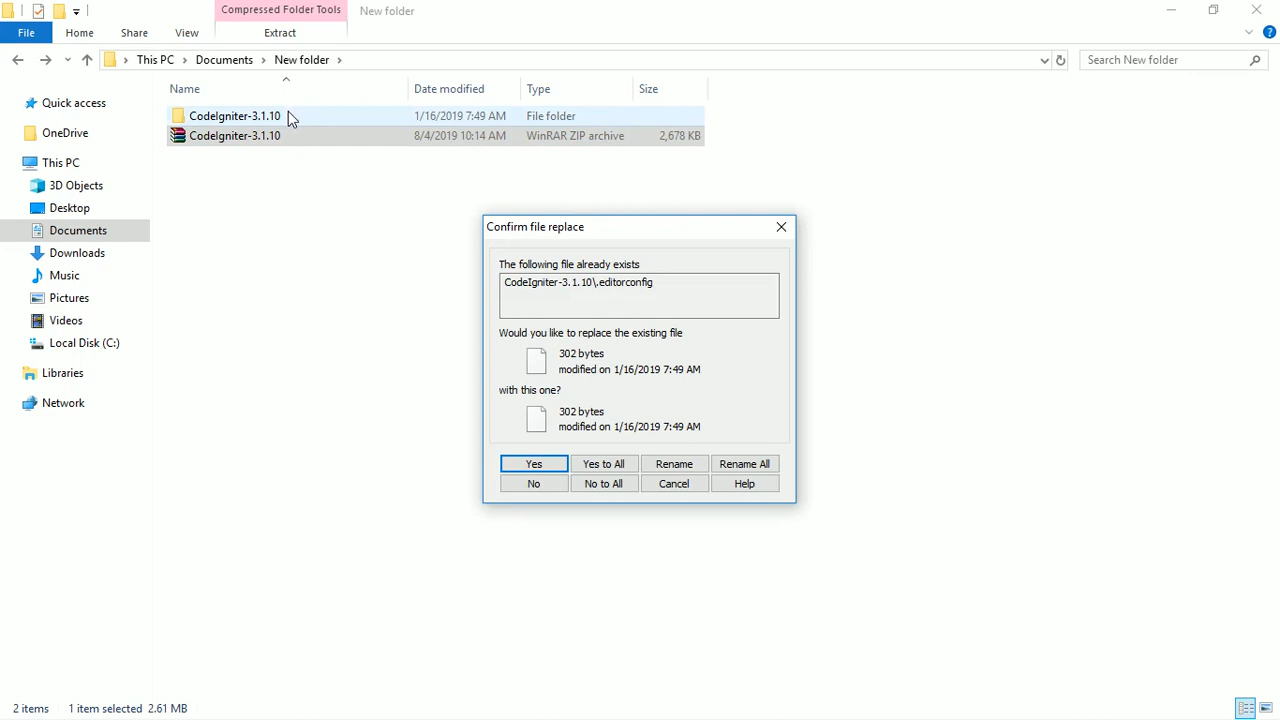 Compressed Folder Tools
New folder
File
Home
Share
View
Extract
This PC
Documents
New folder
Search New folder
Name
Date modified
Type
Size
CodeIgniter-3.1.10
1/16/2019 7:49 AM
File folder
CodeIgniter-3.1.10
8/4/2019 10:14 AM
WinRAR ZIP archive
2,678 KB
Quick access
OneDrive
This PC
3D Objects
Desktop
Documents
Downloads
Music
Pictures
Videos
Local Disk (C:)
Libraries
Network
Confirm file replace
The following file already exists
CodeIgniter-3.1.10\.editorconfig
Would you like to replace the existing file
302 bytes
modified on 1/16/2019 7:49 AM
with this one?
302 bytes
modified on 1/16/2019 7:49 AM
Yes
Yes to All
Rename
Rename All
No
No to All
Cancel
Help
2 items
1 item selected 2.61 MB